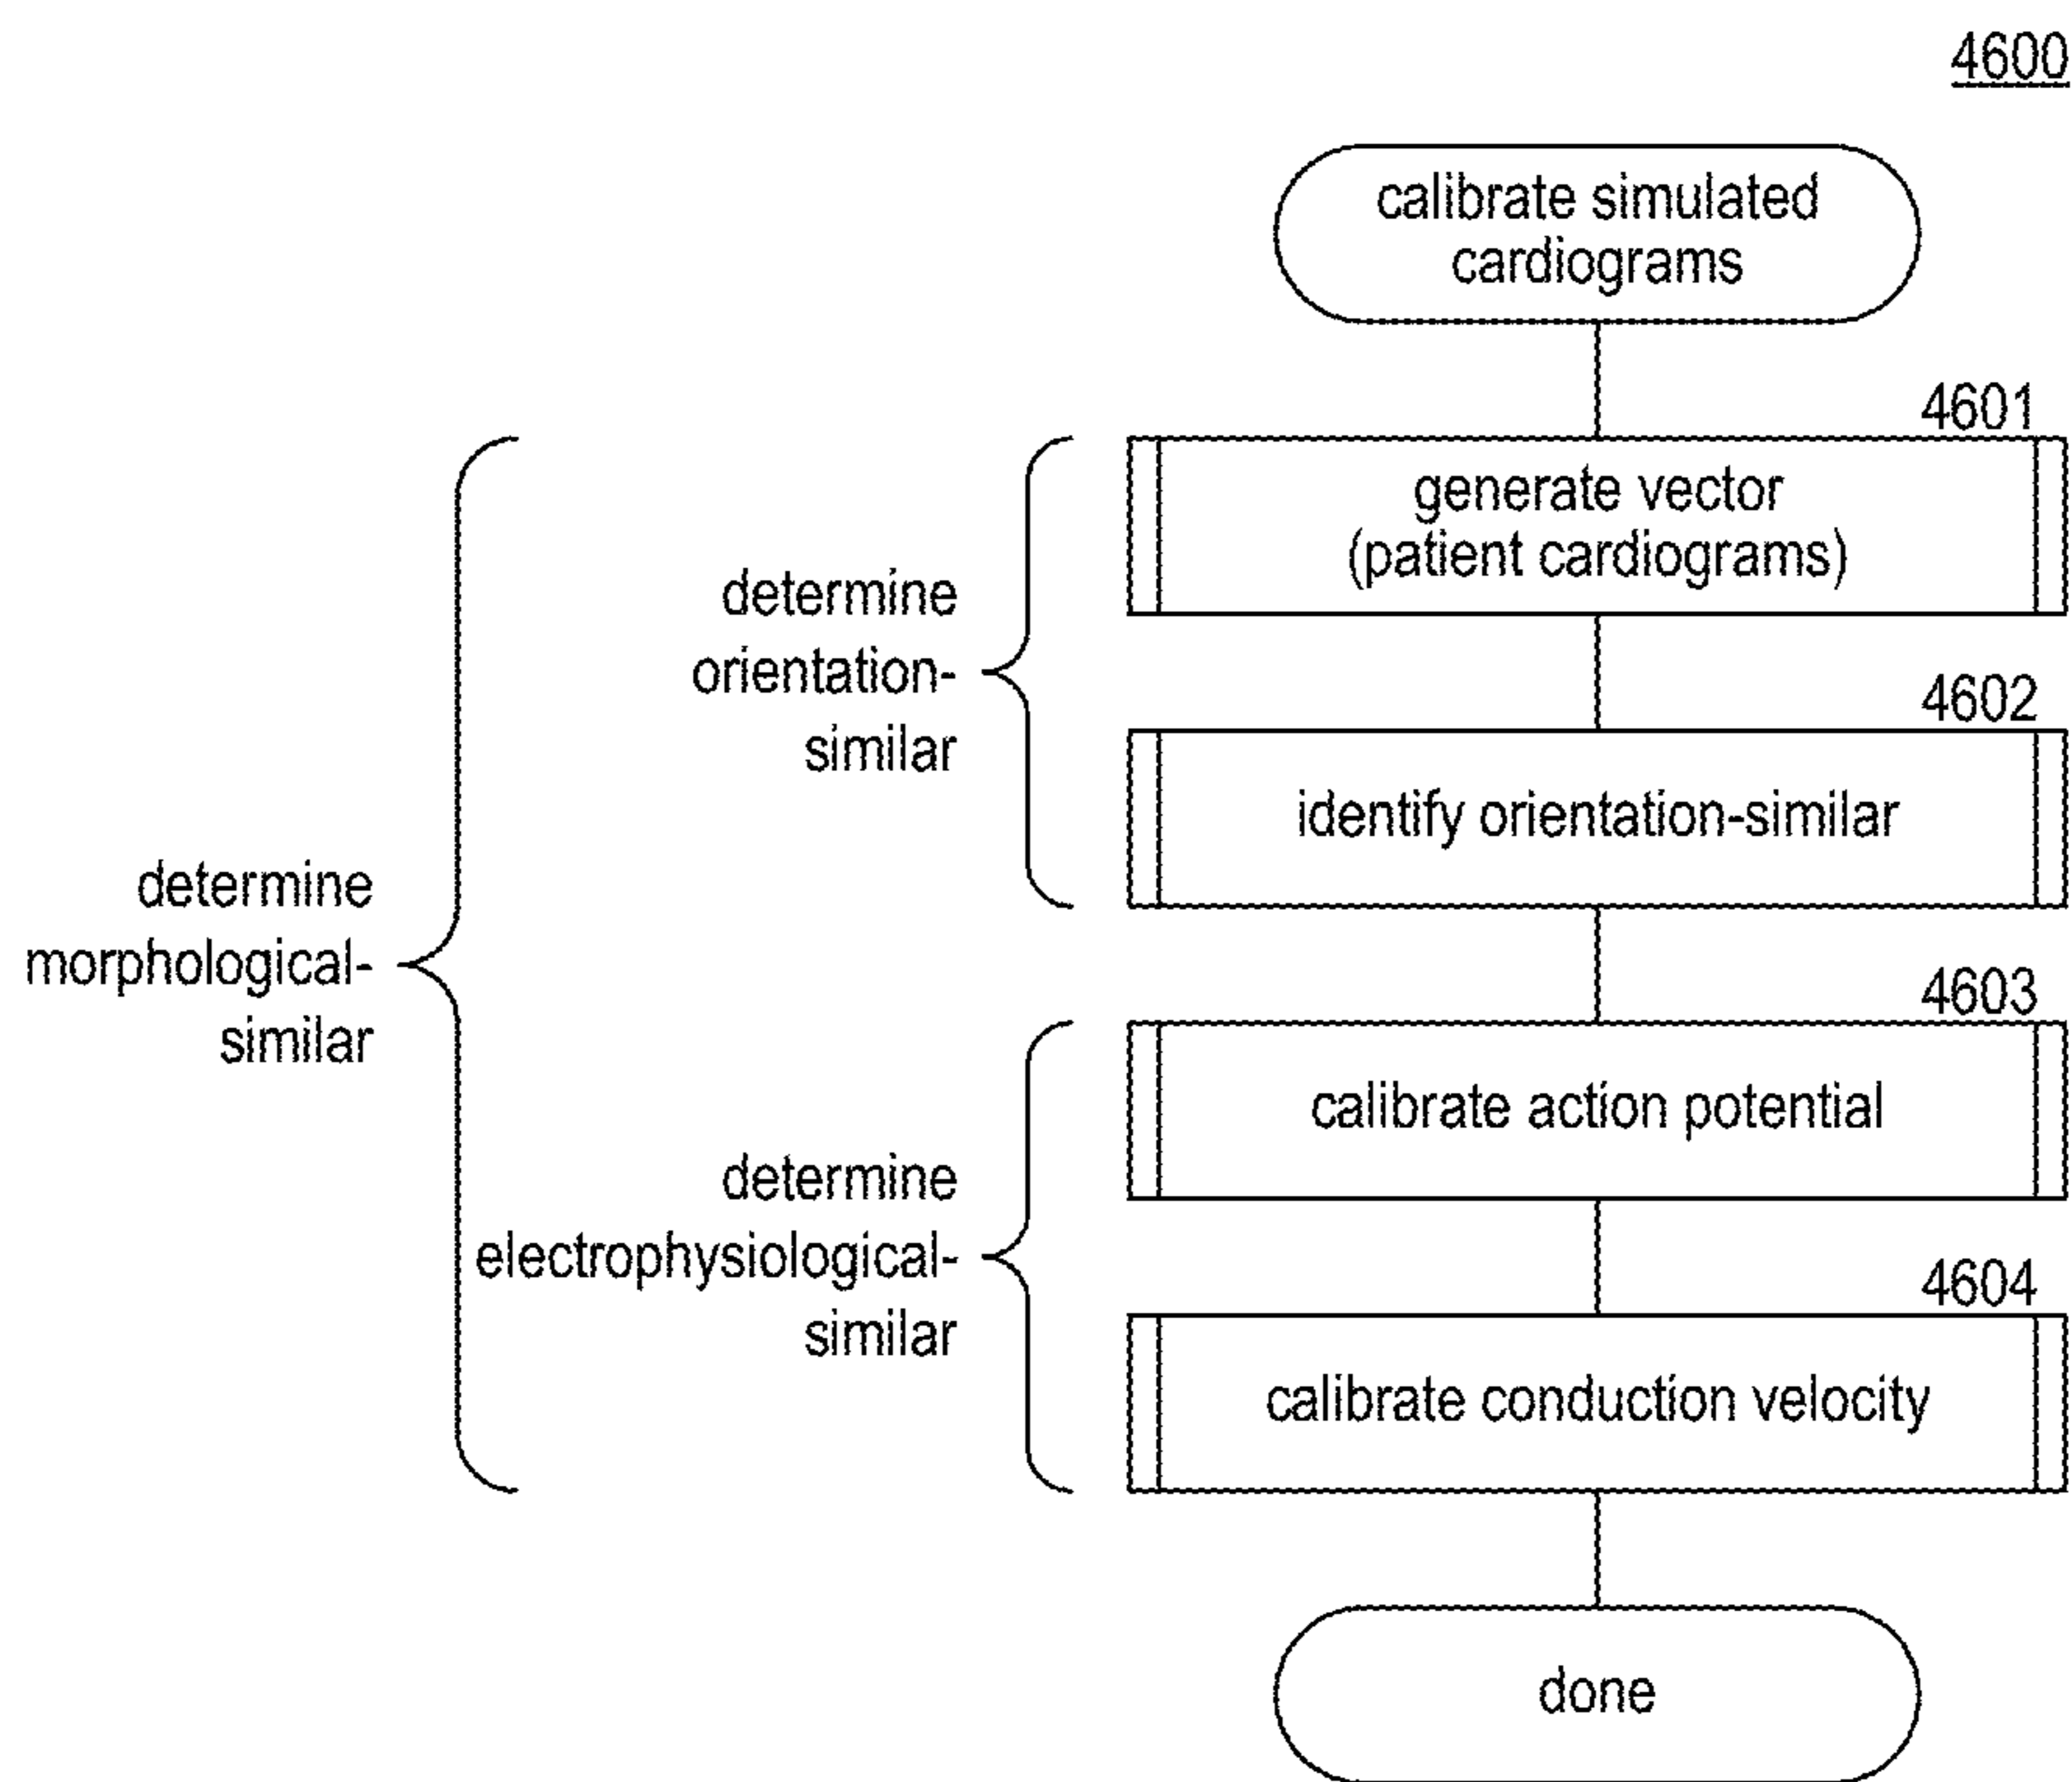 4600
calibrate simulated
cardiograms
4601
generate vector
(patient cardiograms)
determine
orientation-
similar
4602
identify orientation-similar
determine
morphological-
similar
4603
calibrate action potential
determine
electrophysiological-
similar
4604
calibrate conduction velocity
done